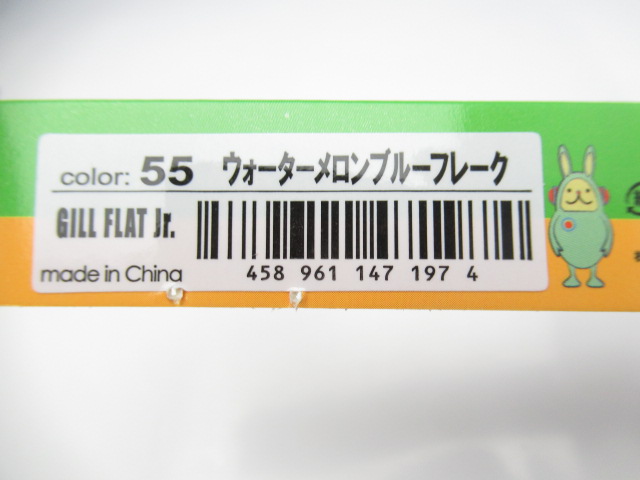 color: 55 ウォーターメロンブルーフレーク
GILL FLAT Jr.
made in China
458 961 147 197 4